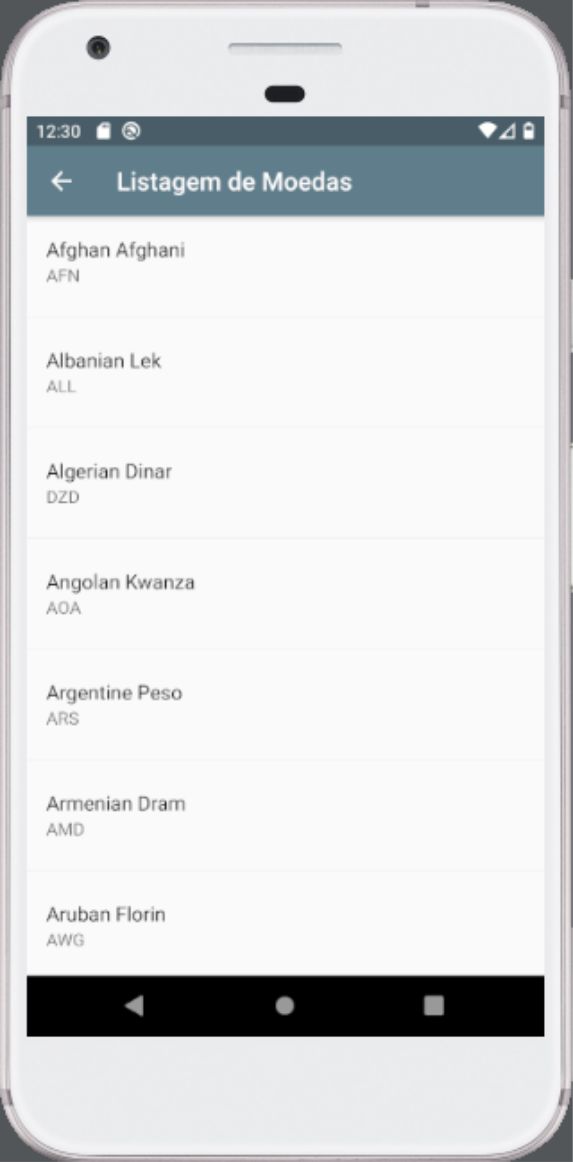 12:30
Listagem de Moedas
Afghan Afghani
AFN
Albanian Lek
ALL
Algerian Dinar
DZD
Angolan Kwanza
AOA
Argentine Peso
ARS
Armenian Dram
AMD
Aruban Florin
AWG